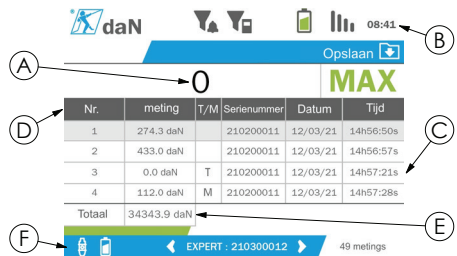 daN 08:41
B
Opslaan
A
0 MAX
D
Nr. meting T/M Serienummer Datum Tijd
1 274.3 daN 210200011 12/03/21 14h56:50s
2 433.0 daN 210200011 12/03/21 14h56:57s
C
3 0.0 daN T 210200011 12/03/21 14h57:21s
4 112.0 daN M 210200011 12/03/21 14h57:28s
Totaal 34343.9 daN
E
F
EXPERT : 210300012 49 metings